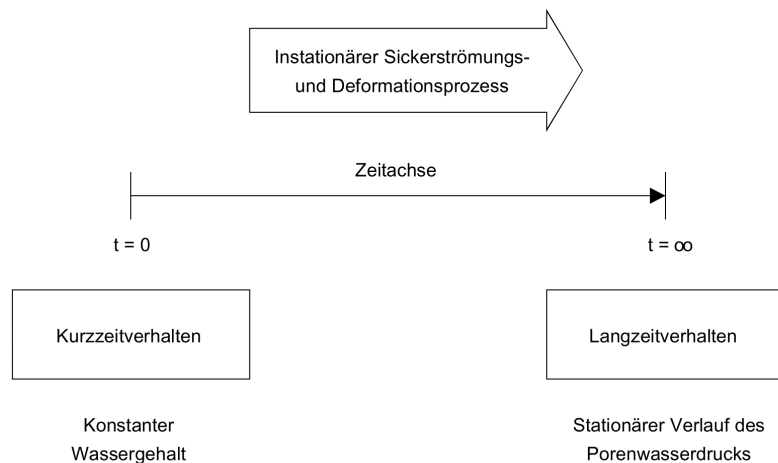 Instationärer Sickerströmungs-
und Deformationsprozess
Zeitachse
t = 0
t = ∞
Kurzzeitverhalten
Langzeitverhalten
Konstanter
Wassergehalt
Stationärer Verlauf des
Porenwasserdrucks